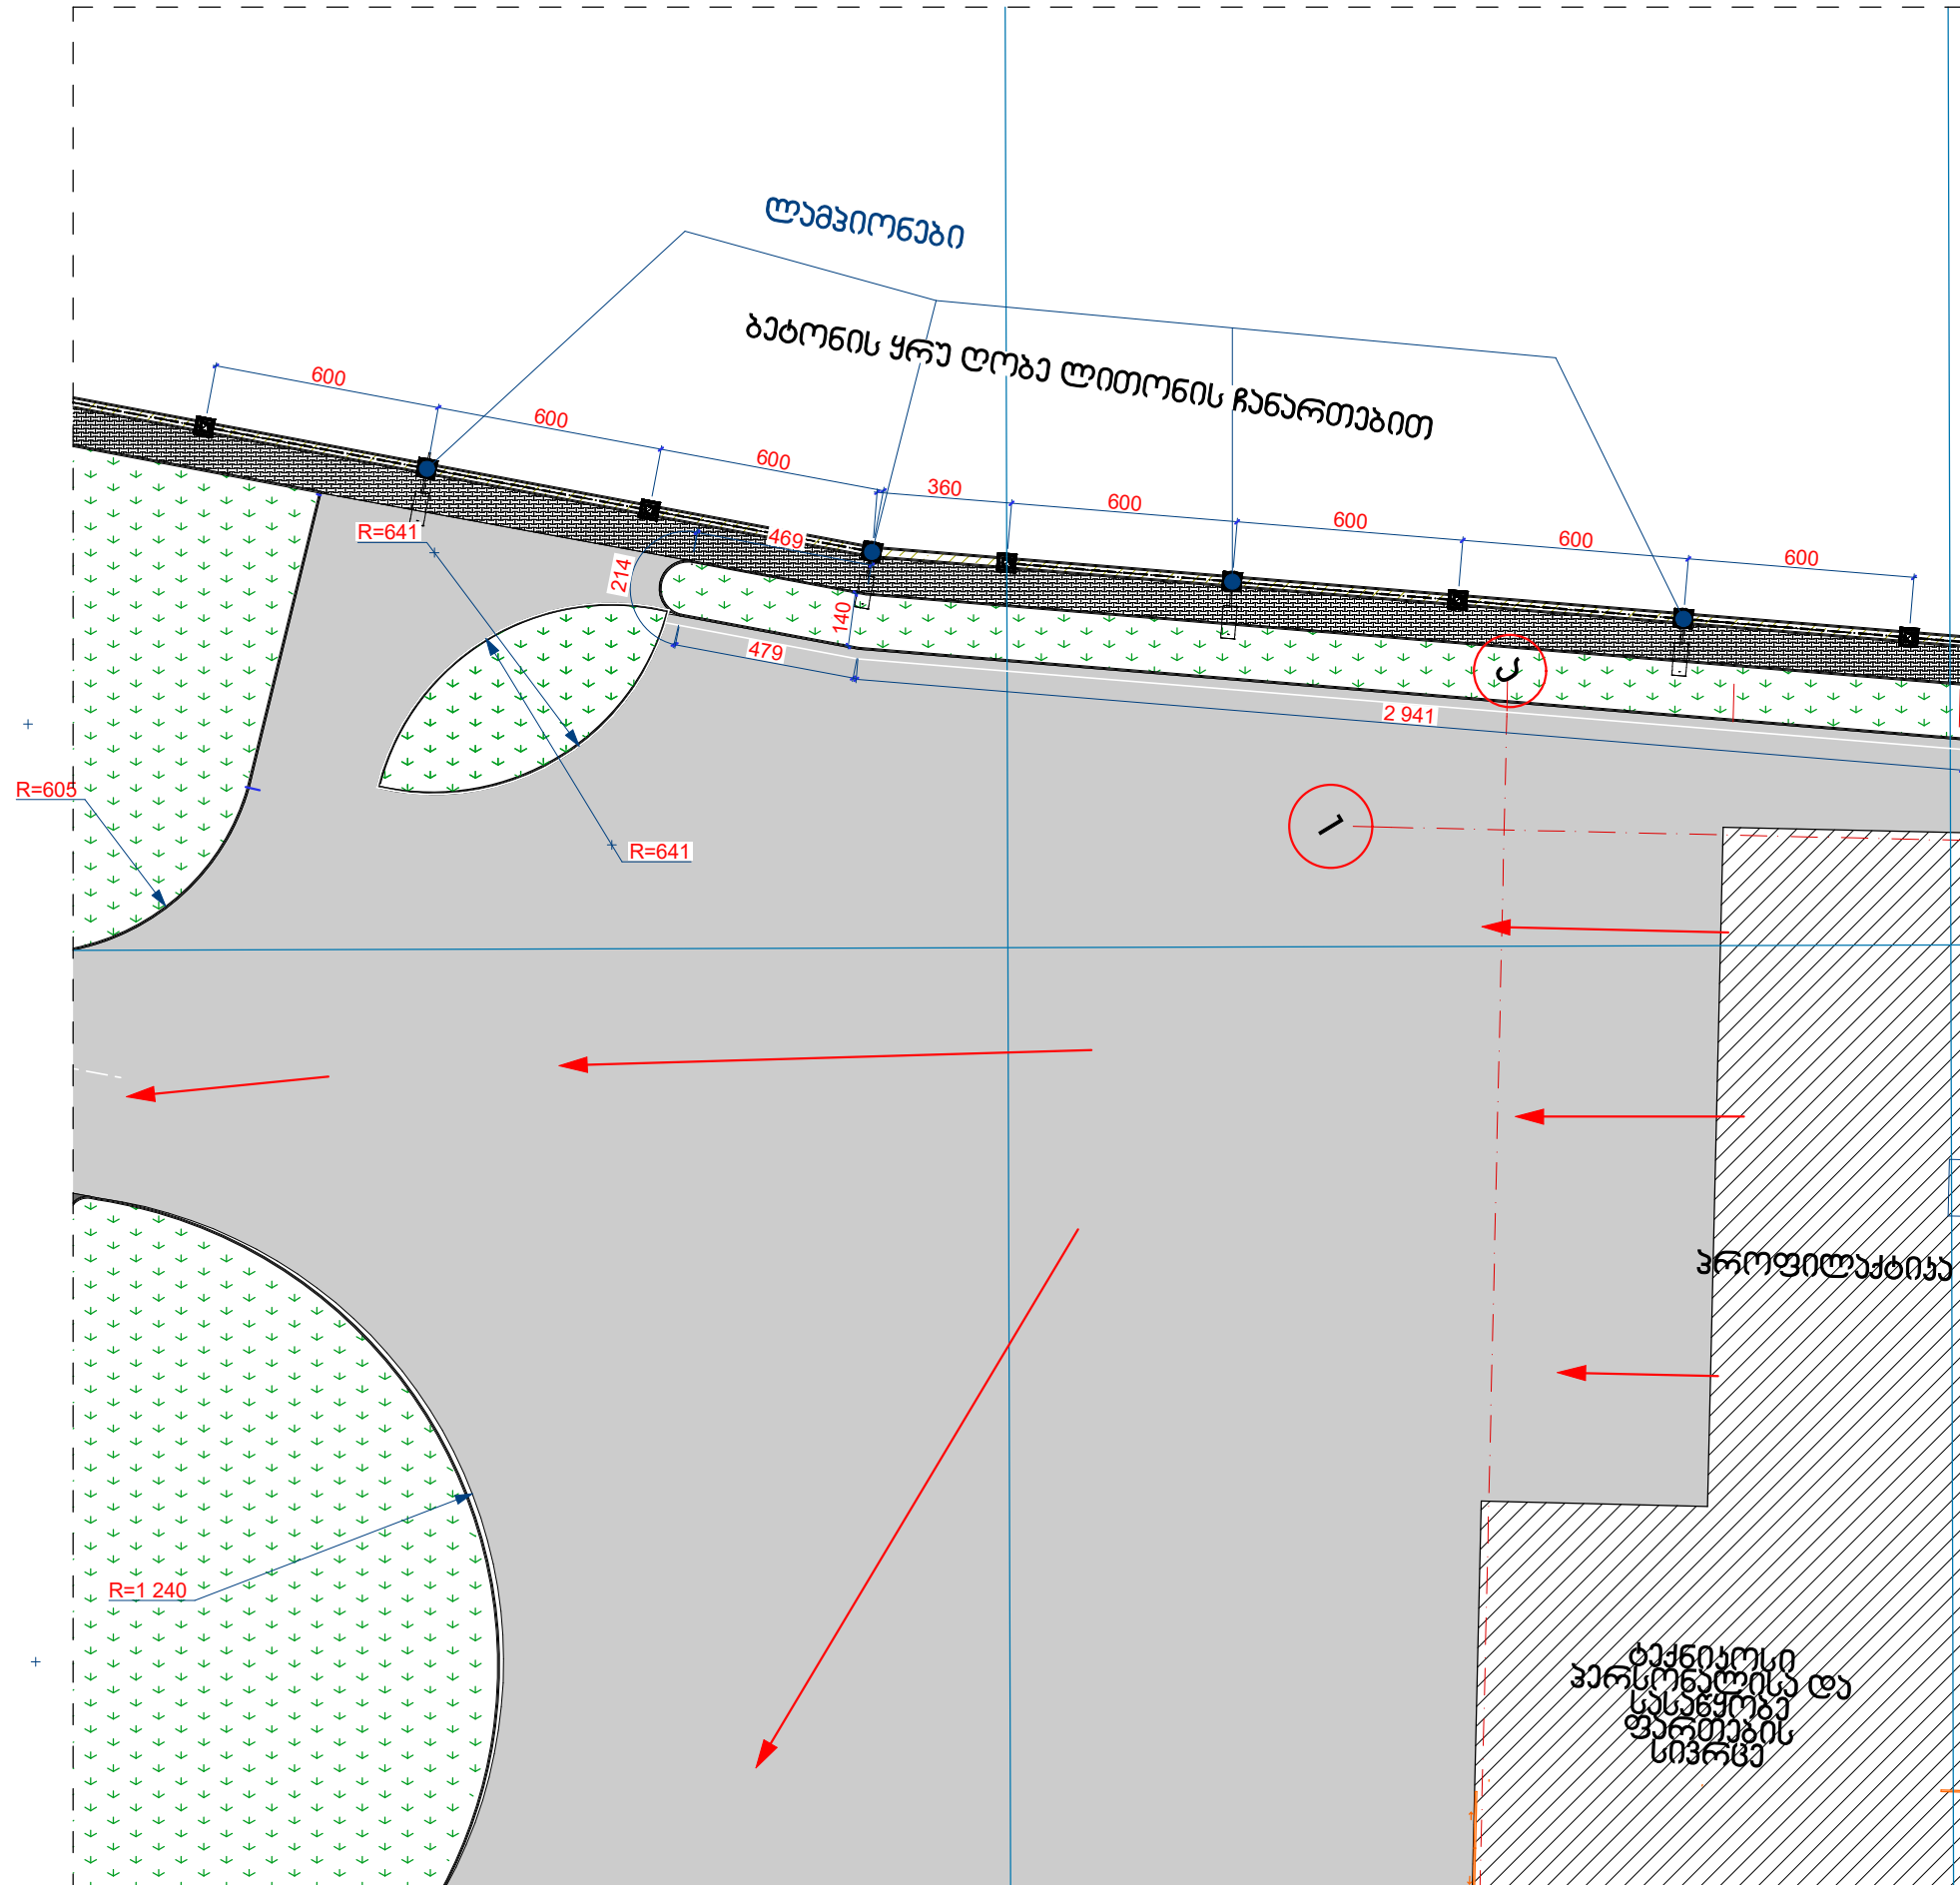 ლამპიონები
ბეტონის ყრუ ღობე ლითონის ჩანართებით
600
600
600
360
600
600
600
600
R=641
469
214
140
479
2 941
R=605
R=641
1
პროფილაქტიკა
R=1 240
ტექნიკოსი
პერსონალისა და
სასაწყობე
ფართების
სივრცე